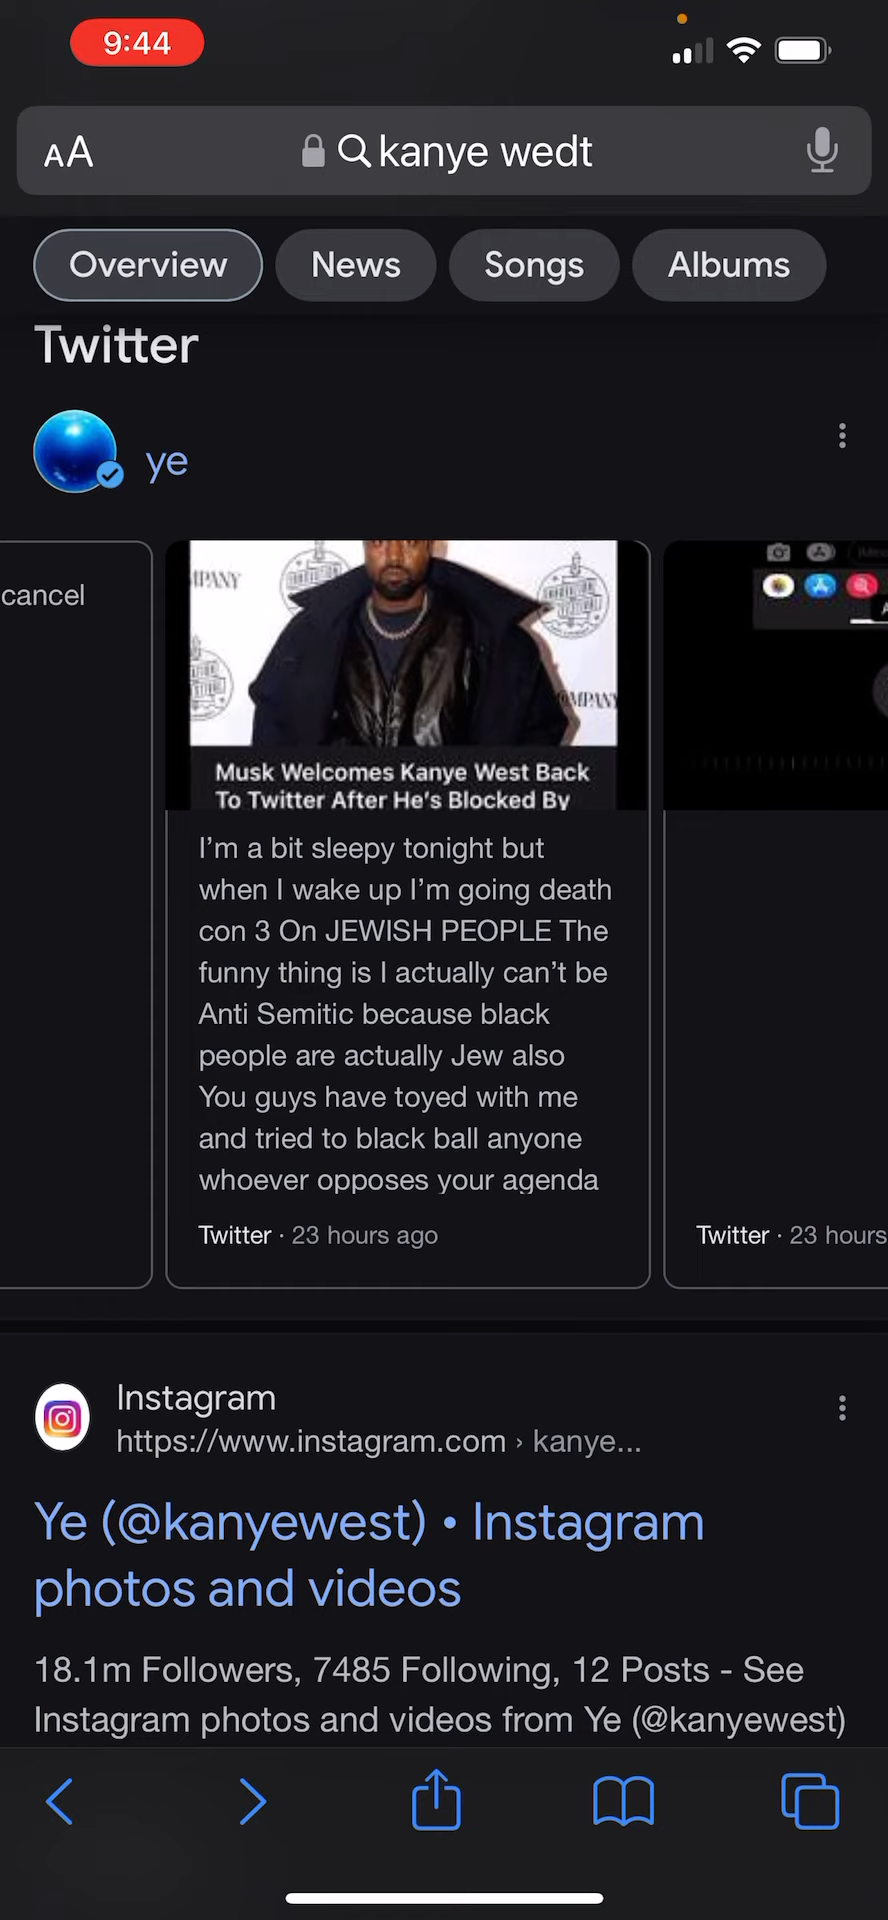 9:44
AA kanye wedt
Overview News Songs Albums
Twitter
ye
cancel
MPANY
MPANY
Musk Welcomes Kanye West Back
To Twitter After He's Blocked By
I'm a bit sleepy tonight but
when I wake up I'm going death
con 3 On JEWISH PEOPLE The
funny thing is I actually can't be
Anti Semitic because black
people are actually Jew also
You guys have toyed with me
and tried to black ball anyone
whoever opposes your agenda
Twitter · 23 hours ago
Twitter · 23 hours
Instagram
https://www.instagram.com › kanye...
Ye (@kanyewest) • Instagram
photos and videos
18.1m Followers, 7485 Following, 12 Posts - See
Instagram photos and videos from Ye (@kanyewest)